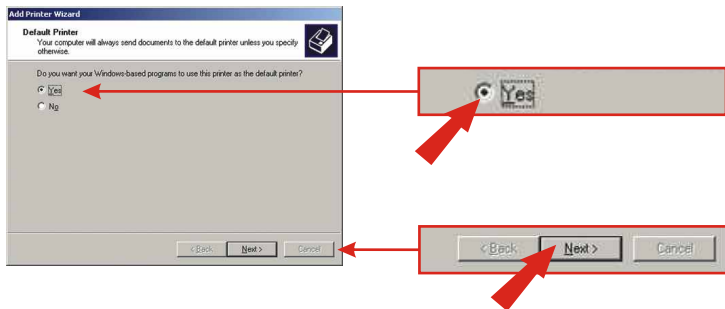 Add Printer Wizard
Default Printer
Your computer will always send documents to the default printer unless you specify
otherwise.
Do you want your Windows-based programs to use this printer as the default printer?
Yes
No
< Back Next > Cancel
Yes
< Back Next > Cancel